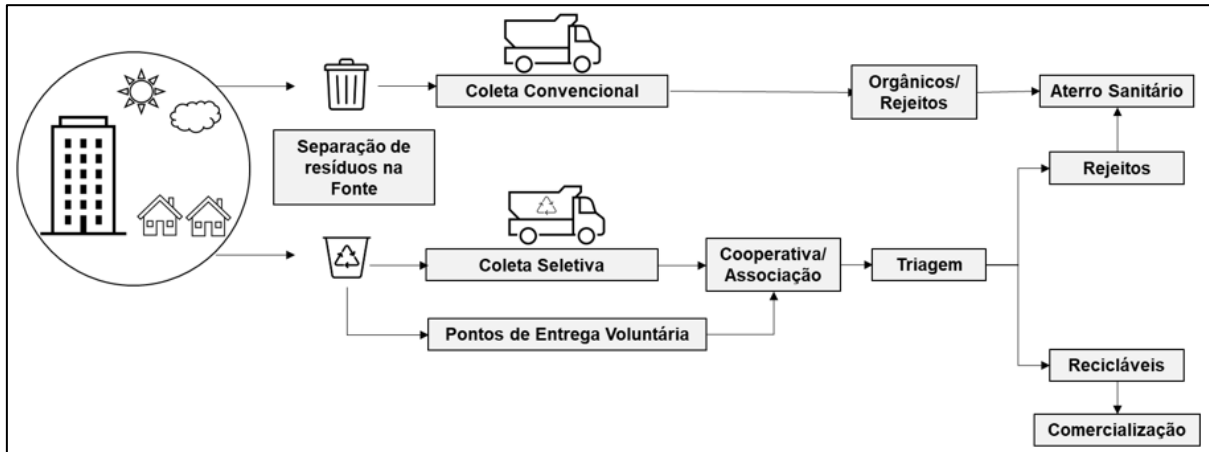 Coleta Convencional
Orgânicos/
Rejeitos
Aterro Sanitário
Separação de
resíduos na
Fonte
Rejeitos
Coleta Seletiva
Cooperativa/
Associação
Triagem
Pontos de Entrega Voluntária
Recicláveis
Comercialização